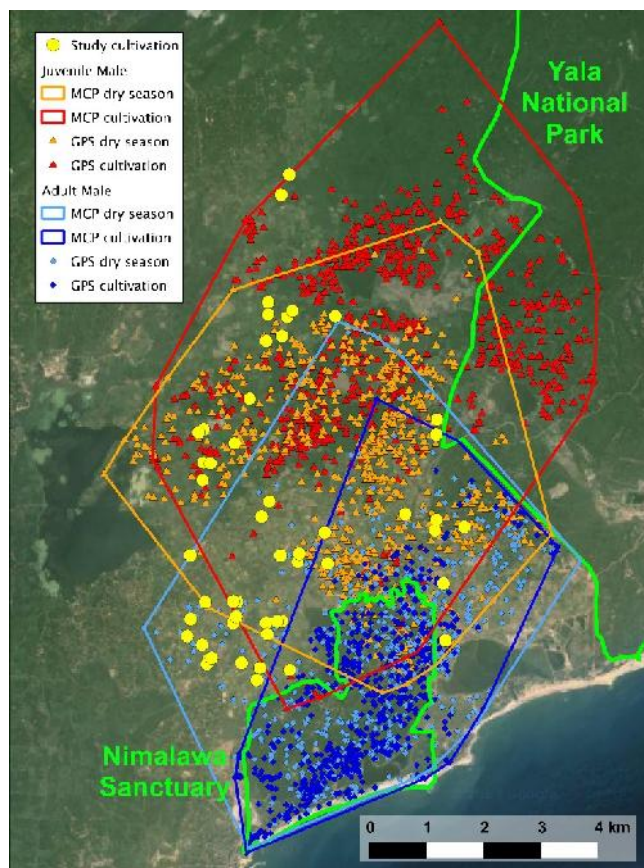 Study cultivation
Juvenile Male
MCP dry season
MCP cultivation
GPS dry season
GPS cultivation
Adult Male
MCP dry season
MCP cultivation
GPS dry season
GPS cultivation
Yala
National
Park
Nimalawa
Sanctuary
0 1 2 3 4 km